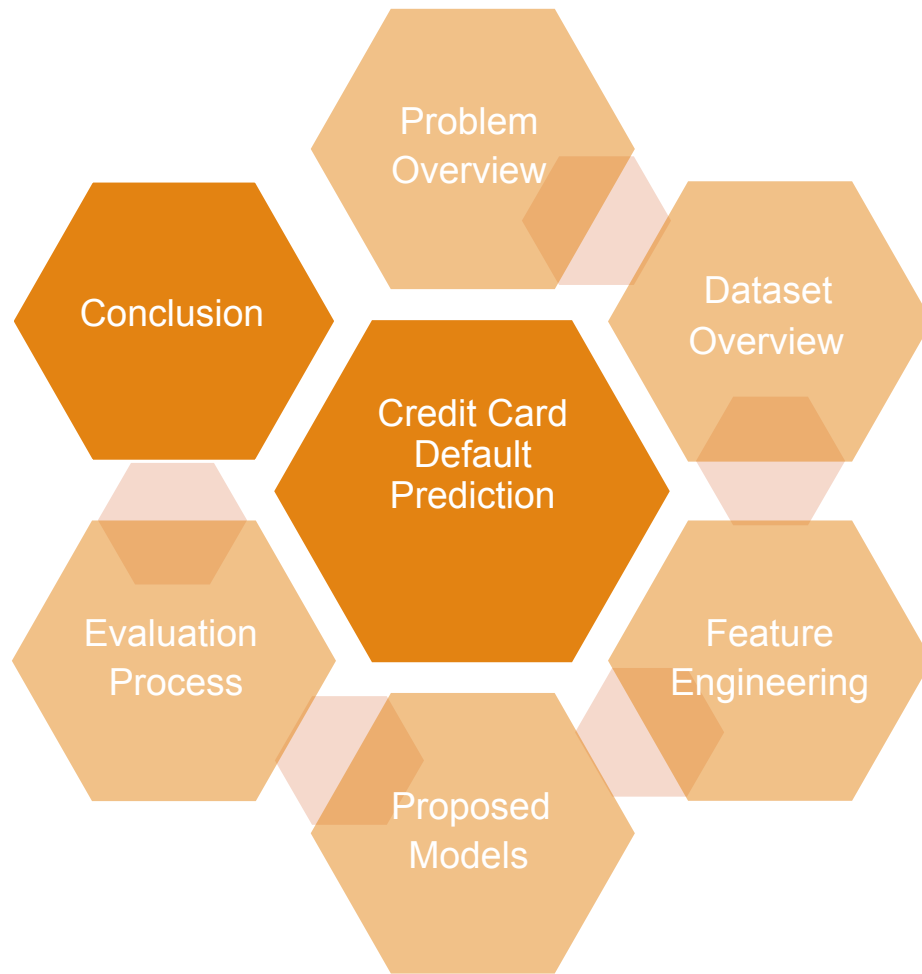 Problem
Overview
Dataset
Overview
Feature
Engineering
Proposed
Models
Evaluation
Process
Conclusion
Credit Card
Default
Prediction